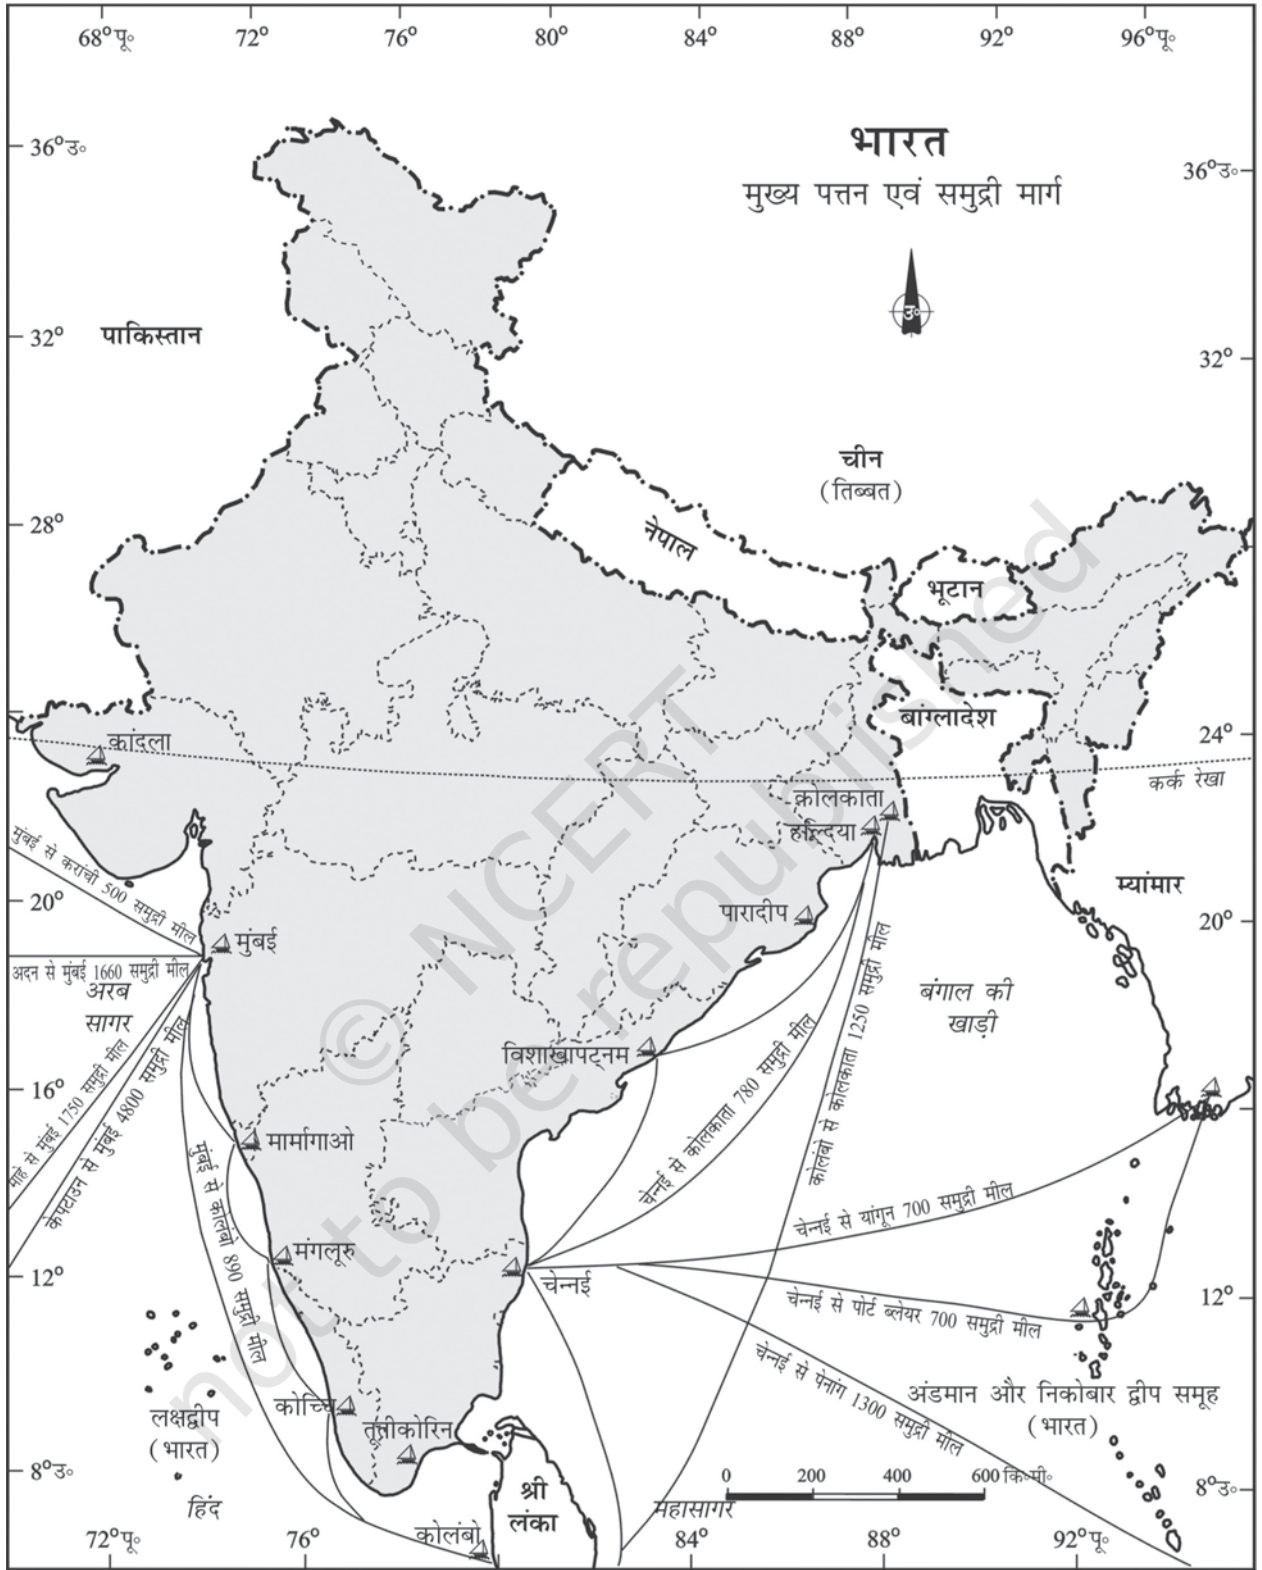 68°पू॰ 72° 76° 80° 84° 88° 92° 96°पू॰
भारत
मुख्य पत्तन एवं समुद्री मार्ग
36°उ॰
36°उ॰
उ॰
पाकिस्तान
32°
32°
चीन
(तिब्बत)
28°
नेपाल
भूटान
बांग्लादेश
कांदला
24°
कर्क रेखा
कोलकाता
हल्दिया
मुंबई से करांची 500 समुद्री मील
म्यांमार
20°
20°
पारादीप
मुंबई
अदन से मुंबई 1660 समुद्री मील
अरब
सागर
बंगाल की
खाड़ी
विशाखापट्नम
माहे से मुंबई 1750 समुद्री मील
केपटाउन से मुंबई 4800 समुद्री मील
16°
मार्मागाओ
मुंबई से कोलंबो 890 समुद्री मील
चेन्नई से कोलकाता 780 समुद्री मील
कोलंबो से कोलकाता 1250 समुद्री मील
चेन्नई से यांगून 700 समुद्री मील
मंगलूरु
12°
12°
चेन्नई
चेन्नई से पोर्ट ब्लेयर 700 समुद्री मील
चेन्नई से पेनांग 1300 समुद्री मील
अंडमान और निकोबार द्वीप समूह
(भारत)
कोच्चि
लक्षद्वीप
(भारत)
तूतीकोरिन
8°उ॰
8°उ॰
0 200 400 600 कि॰मी॰
हिंद
महासागर
श्री
लंका
कोलंबो
72°पू॰ 76° 84° 88° 92°पू॰
© NCERT
not to be republished